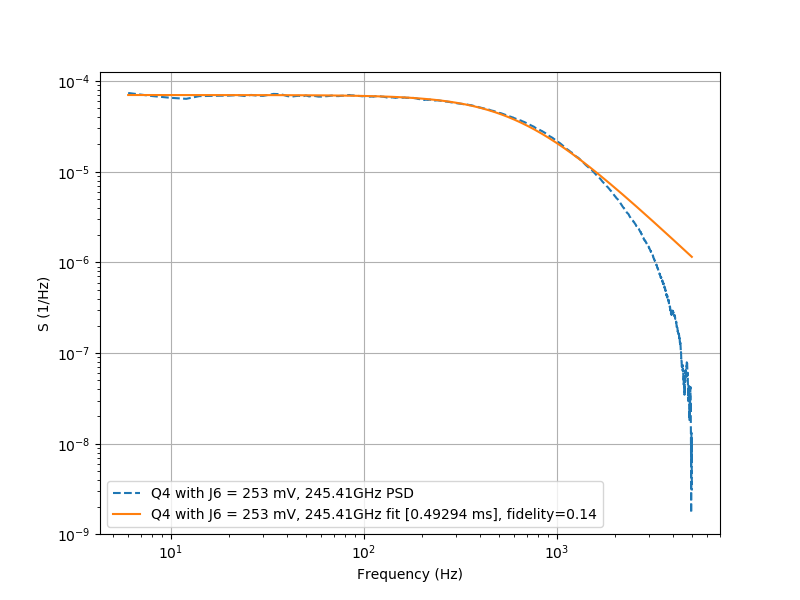 10⁻⁴
10⁻⁵
10⁻⁶
10⁻⁷
10⁻⁸
10⁻⁹
S (1/Hz)
Q4 with J6 = 253 mV, 245.41GHz PSD
Q4 with J6 = 253 mV, 245.41GHz fit [0.49294 ms], fidelity=0.14
10¹ 10² 10³
Frequency (Hz)